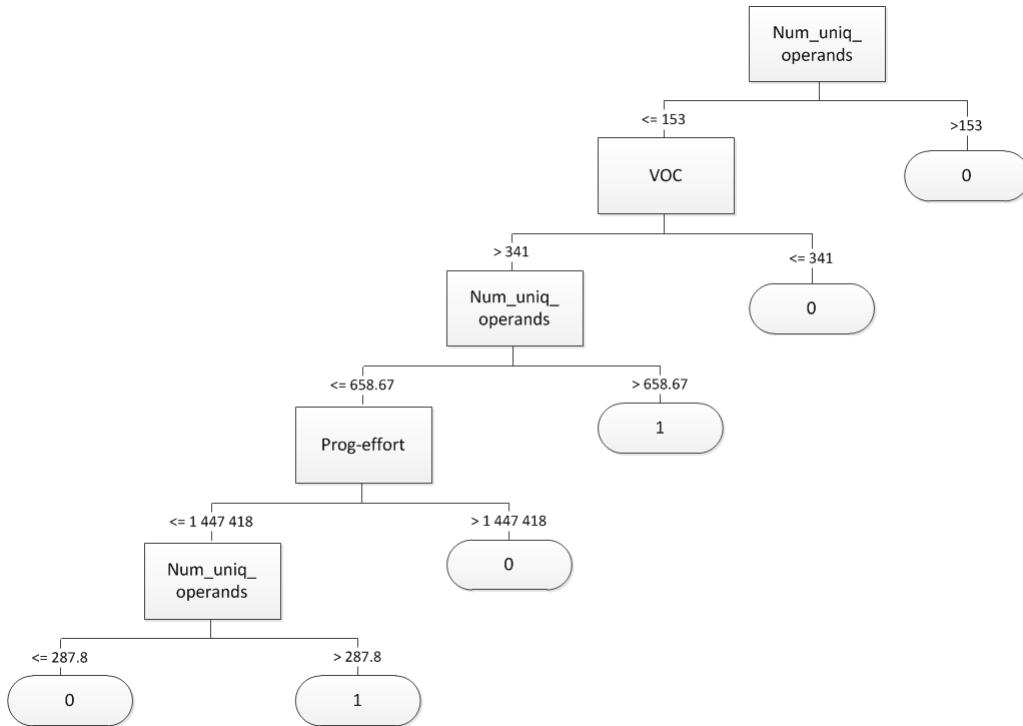 Num_uniq_
operands
<= 153
>153
VOC
0
> 341
<= 341
Num_uniq_
operands
0
<= 658.67
> 658.67
Prog-effort
1
<= 1 447 418
> 1 447 418
Num_uniq_
operands
0
<= 287.8
> 287.8
0
1